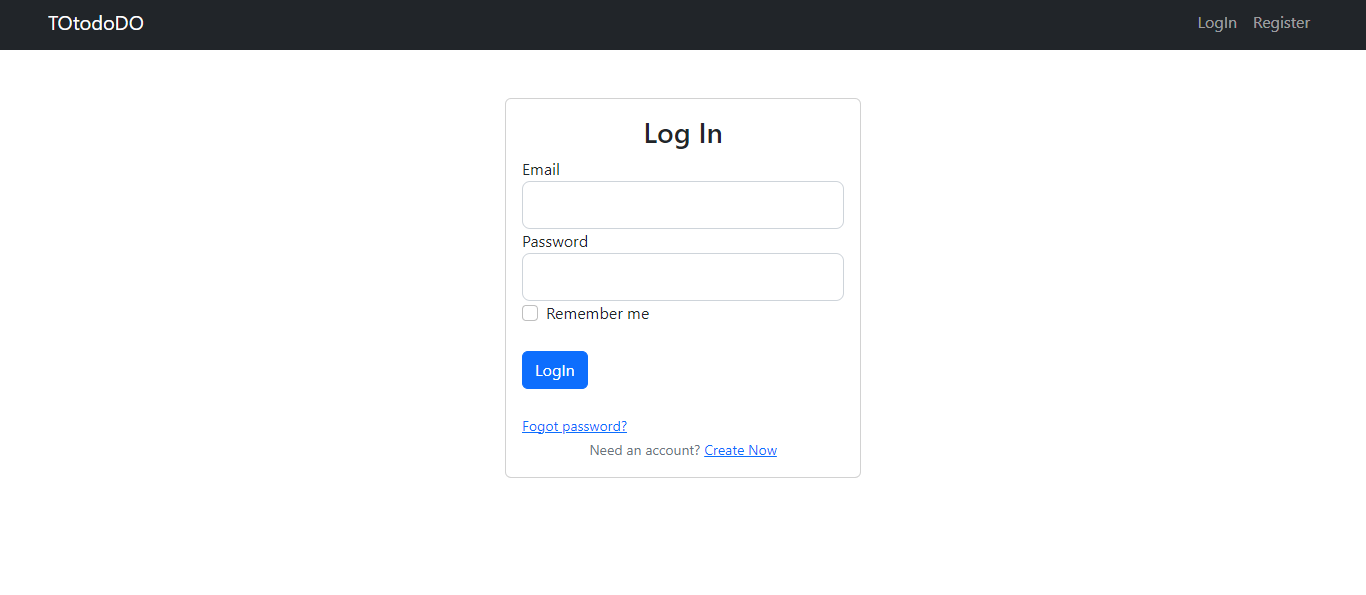 TOtodoDO LogIn Register
Log In
Email
Password
Remember me
LogIn
Fogot password?
Need an account? Create Now